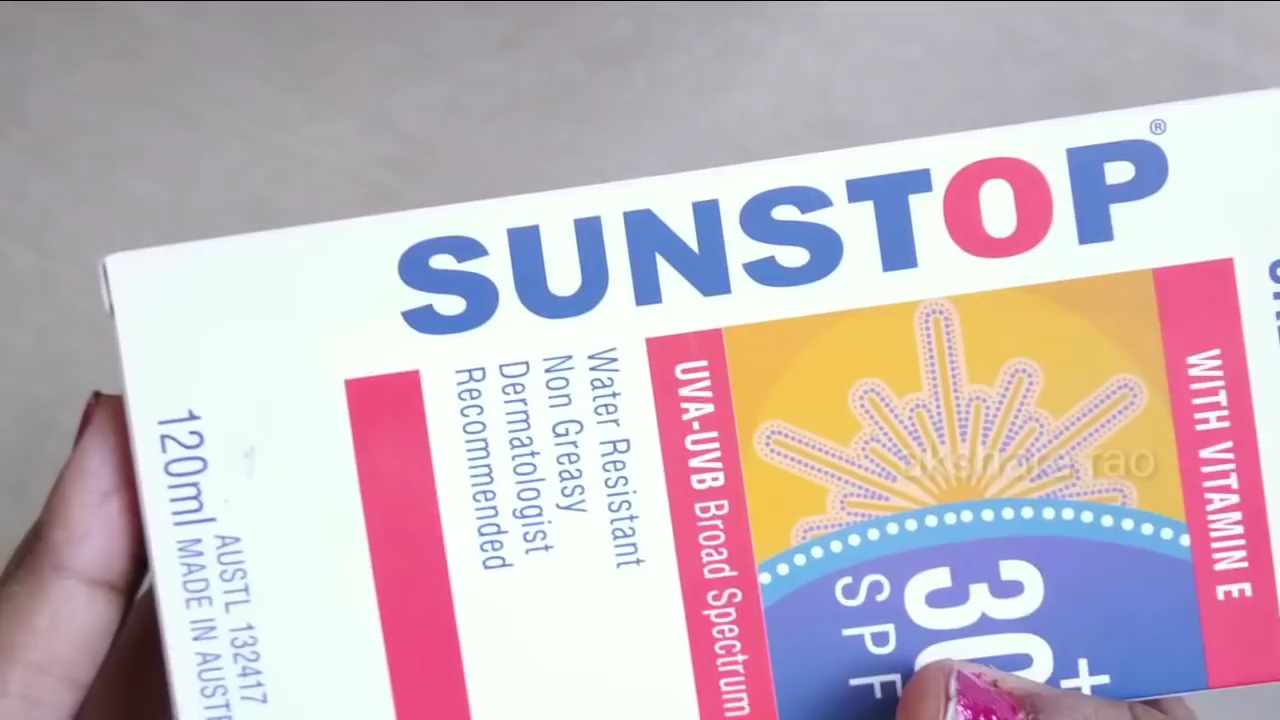 SUNSTOP®
WITH VITAMIN E
30+
SPF
UVA-UVB Broad Spectrum
Water Resistant
Non Greasy
Dermatologist
Recommended
AUSTL 132417
120ml MADE IN AUSTR